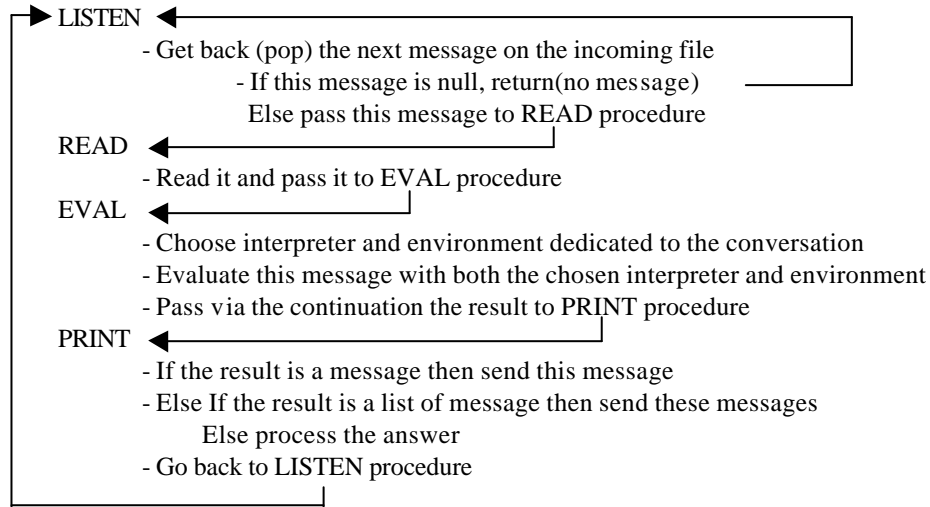 LISTEN
- Get back (pop) the next message on the incoming file
- If this message is null, return(no message)
Else pass this message to READ procedure
READ
- Read it and pass it to EVAL procedure
EVAL
- Choose interpreter and environment dedicated to the conversation
- Evaluate this message with both the chosen interpreter and environment
- Pass via the continuation the result to PRINT procedure
PRINT
- If the result is a message then send this message
- Else If the result is a list of message then send these messages
Else process the answer
- Go back to LISTEN procedure